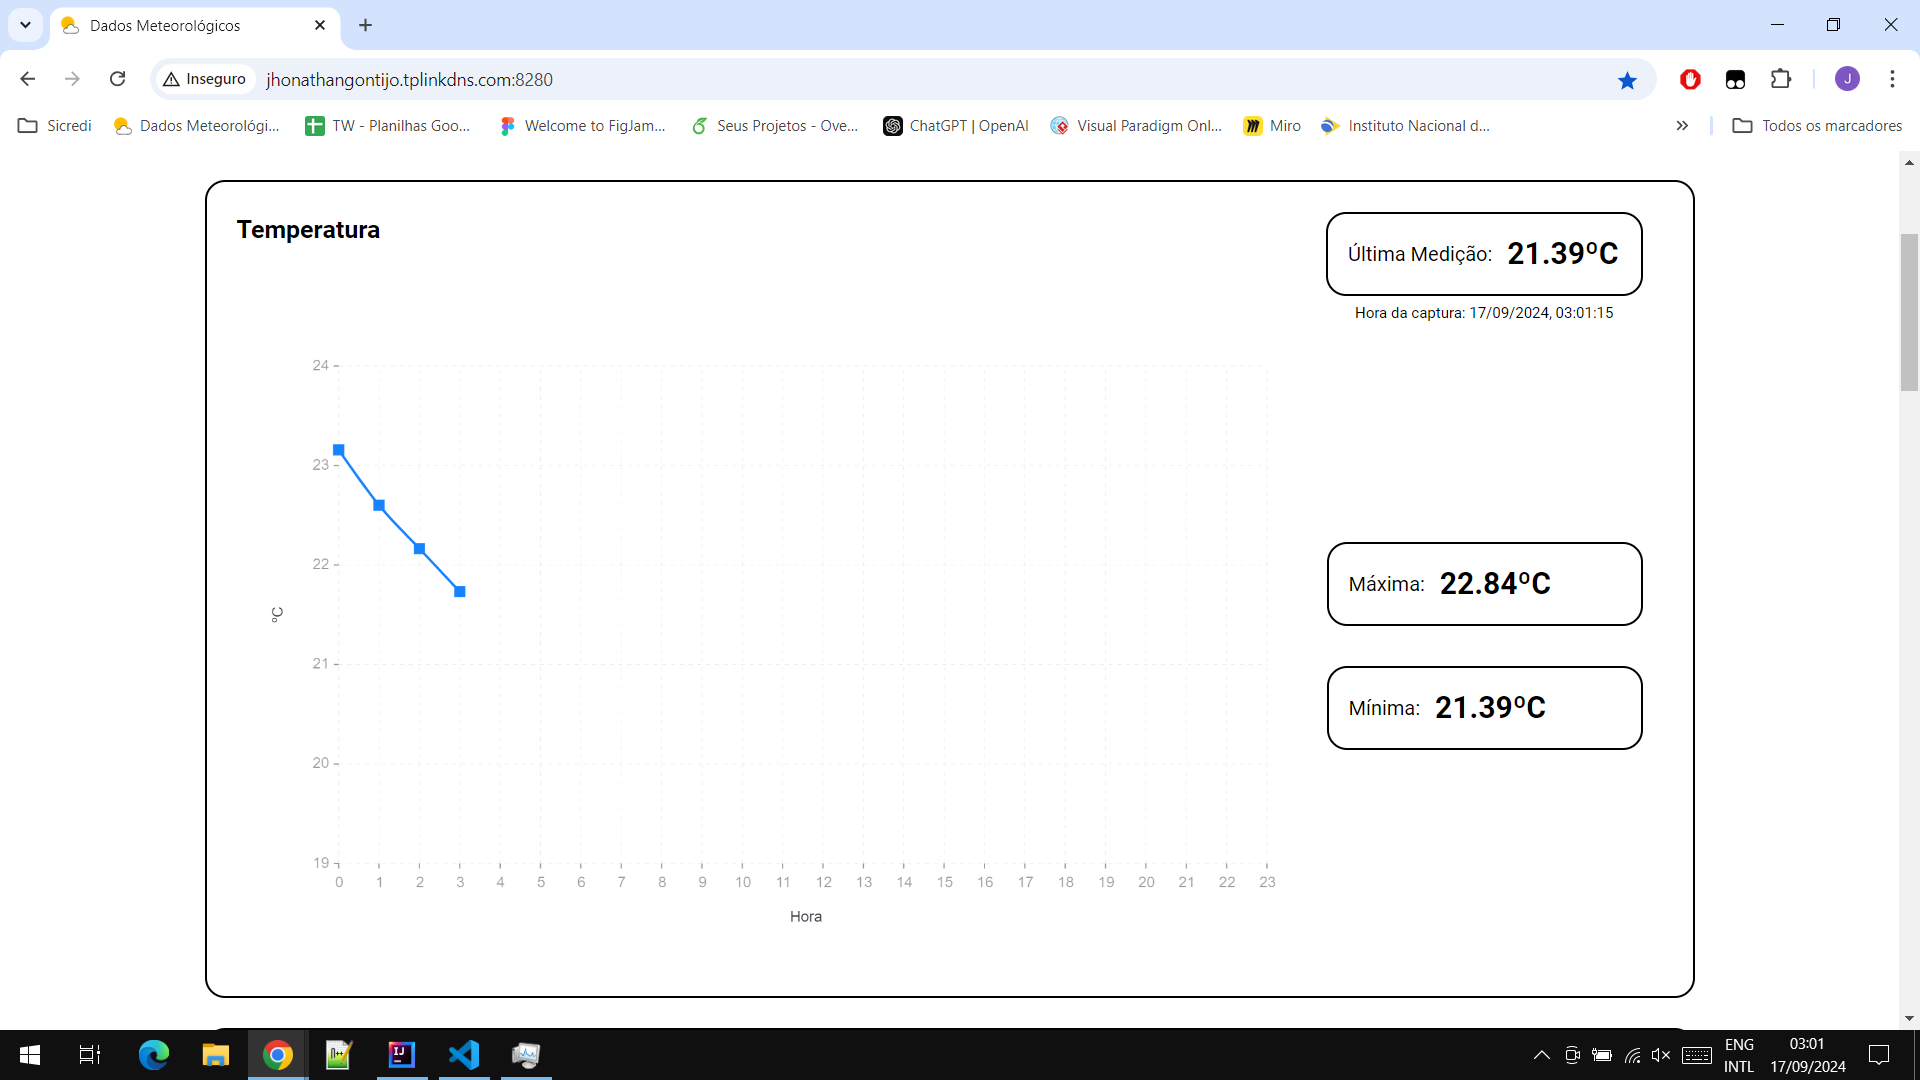 Dados Meteorológicos
Inseguro jhonathangontijo.tplinkdns.com:8280
J
Sicredi Dados Meteorológi... TW - Planilhas Goo... Welcome to FigJam... Seus Projetos - Ove... ChatGPT | OpenAI Visual Paradigm Onl... Miro Instituto Nacional d... Todos os marcadores
Temperatura
Última Medição: 21.39ºC
Hora da captura: 17/09/2024, 03:01:15
24
23
22
21
20
19
ºC
0 1 2 3 4 5 6 7 8 9 10 11 12 13 14 15 16 17 18 19 20 21 22 23
Hora
Máxima: 22.84ºC
Mínima: 21.39ºC
ENG
INTL
03:01
17/09/2024